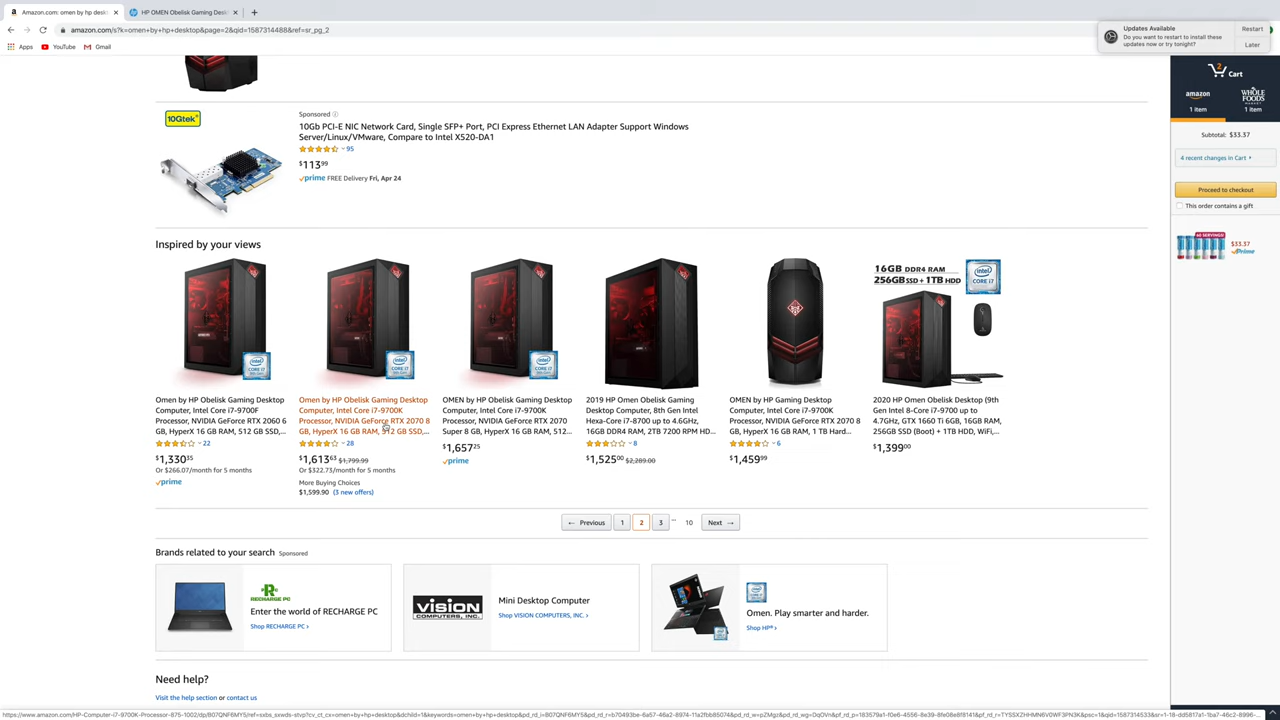 Amazon.com: omen by hp desk
HP OMEN Obelisk Gaming Desk
amazon.com/s?k=omen+by+hp+desktop&page=2&qid=1587314488&ref=sr_pg_2
Apps YouTube Gmail
Updates Available
Do you want to restart to install these
updates now or try tonight?
Restart
Later
2
Cart
amazon
1 Item
WHOLE
FOODS
MARKET
1 Item
Subtotal: $33.37
4 recent changes in Cart
Proceed to checkout
This order contains a gift
$33.37
Prime
10Gtek
Sponsored
10Gb PCI-E NIC Network Card, Single SFP+ Port, PCI Express Ethernet LAN Adapter Support Windows
Server/Linux/VMware, Compare to Intel X520-DA1
95
$113.99
prime FREE Delivery Fri, Apr 24
Inspired by your views
16GB DDR4 RAM
256GB SSD + 1TB HDD
intel
CORE i7
Omen by HP Obelisk Gaming Desktop
Computer, Intel Core i7-9700F
Processor, NVIDIA GeForce RTX 2060 6
GB, HyperX 16 GB RAM, 512 GB SSD,...
22
$1,330.35
Or $266.07/month for 5 months
prime
Omen by HP Obelisk Gaming Desktop
Computer, Intel Core i7-9700K
Processor, NVIDIA GeForce RTX 2070 8
GB, HyperX 16 GB RAM, 512 GB SSD,...
28
$1,613.63 $1,799.99
Or $322.73/month for 5 months
More Buying Choices
$1,599.90 (3 new offers)
OMEN by HP Obelisk Gaming Desktop
Computer, Intel Core i7-9700K
Processor, NVIDIA GeForce RTX 2070
Super 8 GB, HyperX 16 GB RAM, 512...
$1,657.25
prime
2019 HP Omen Obelisk Gaming
Desktop Computer, 8th Gen Intel
Hexa-Core i7-8700 up to 4.6GHz,
16GB DDR4 RAM, 2TB 7200 RPM HD...
8
$1,525.00 $2,289.00
OMEN by HP Gaming Desktop
Computer, Intel Core i7-9700K
Processor, NVIDIA GeForce RTX 2070 8
GB, HyperX 16 GB RAM, 1 TB Hard...
6
$1,459.99
2020 HP Omen Obelisk Desktop (9th
Gen Intel 8-Core i7-9700 up to
4.7GHz, GTX 1660 Ti 6GB, 16GB RAM,
256GB SSD (Boot) + 1TB HDD, WiFi,...
$1,399.00
← Previous 1 2 3 ... 10 Next →
Brands related to your search Sponsored
RECHARGE PC
Enter the world of RECHARGE PC
Shop RECHARGE PC ›
VISION
COMPUTERS, INC.
Mini Desktop Computer
Shop VISION COMPUTERS, INC. ›
Omen. Play smarter and harder.
Shop HP® ›
Need help?
Visit the help section or contact us